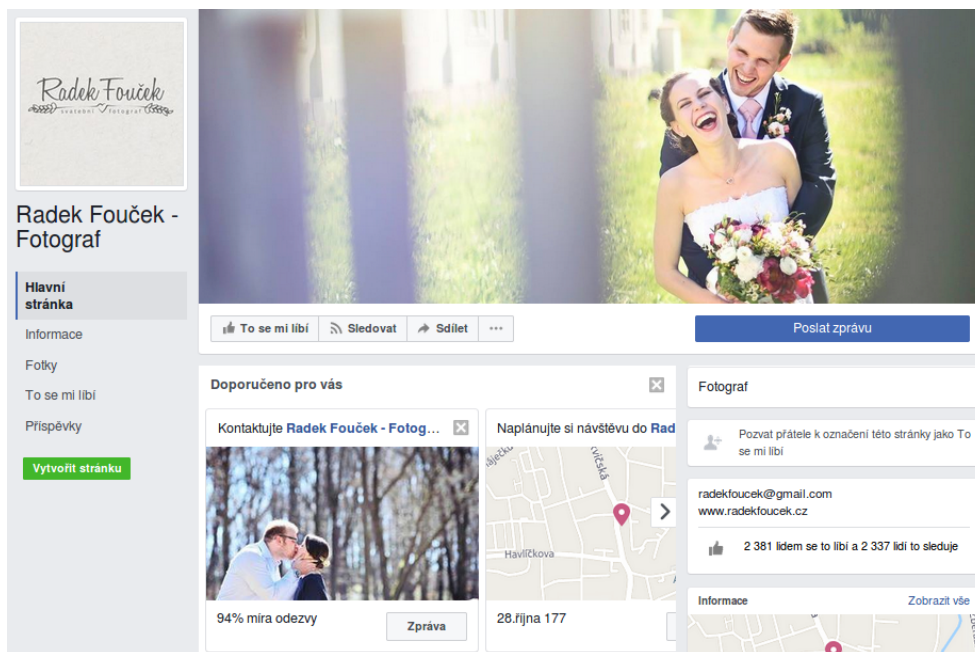 Radek Fouček
svatební fotograf
Radek Fouček -
Fotograf
Hlavní
stránka
Informace
Fotky
To se mi líbí
Příspěvky
Vytvořit stránku
To se mi líbí
Sledovat
Sdílet
Poslat zprávu
Doporučeno pro vás
Kontaktujte Radek Fouček - Fotog...
94% míra odezvy
Zpráva
Naplánujte si návštěvu do Rad
Havlíčkova
28.října 177
Fotograf
Pozvat přátele k označení této stránky jako To
se mi líbí
radekfoucek@gmail.com
www.radekfoucek.cz
2 381 lidem se to líbí a 2 337 lidí to sleduje
Informace Zobrazit vše